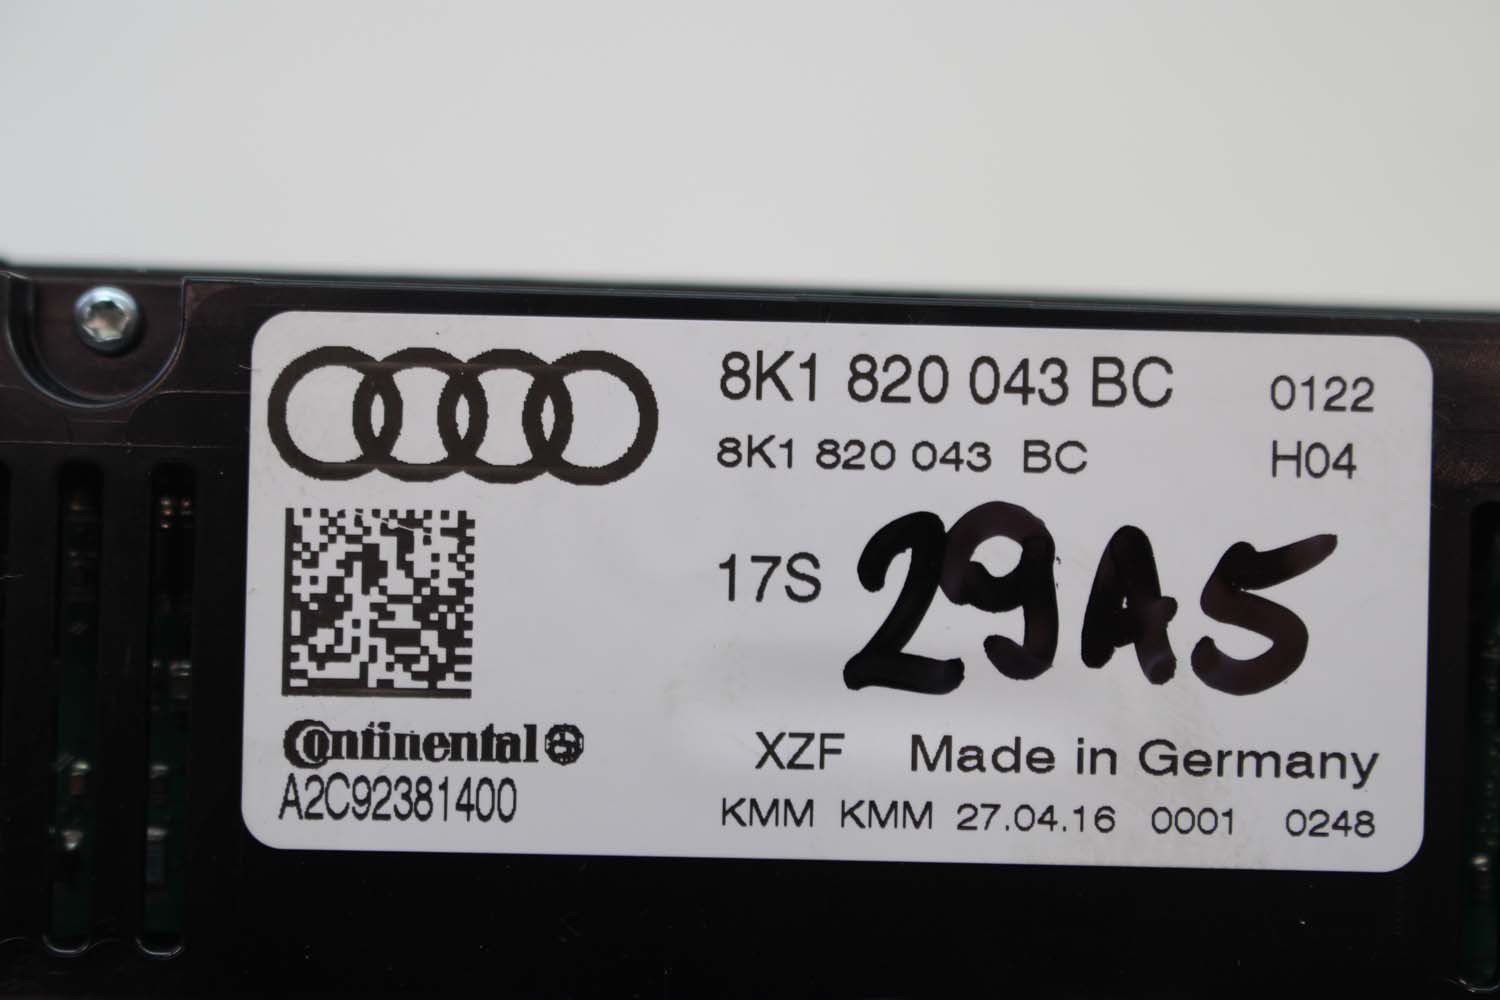 8K1 820 043 BC 0122
8K1 820 043 BC H04
17S 29A5
Continental
A2C92381400
XZF Made in Germany
KMM KMM 27.04.16 0001 0248